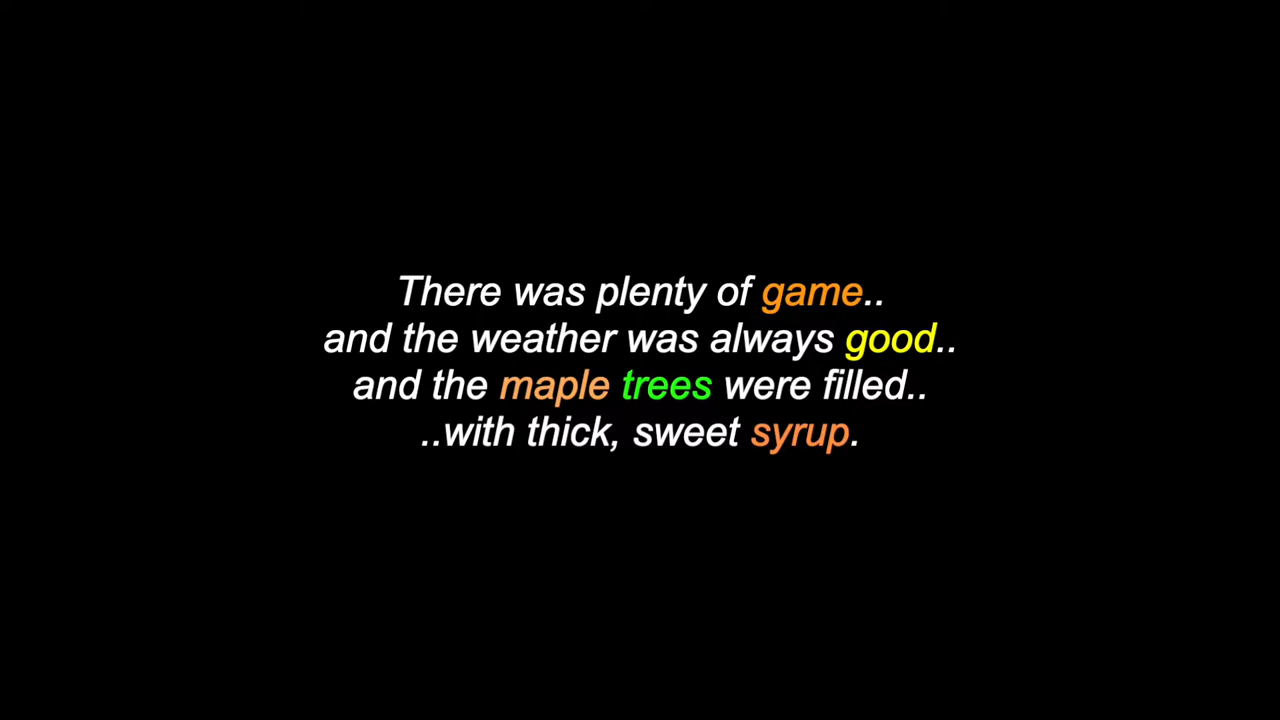 There was plenty of game..
and the weather was always good..
and the maple trees were filled..
..with thick, sweet syrup.